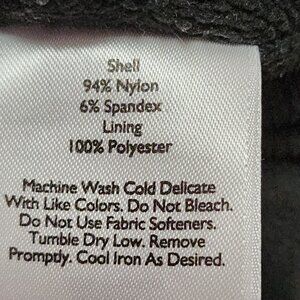 Shell
94% Nylon
6% Spandex
Lining
100% Polyester
Machine Wash Cold Delicate
With Like Colors. Do Not Bleach.
Do Not Use Fabric Softeners.
Tumble Dry Low. Remove
Promptly. Cool Iron As Desired.